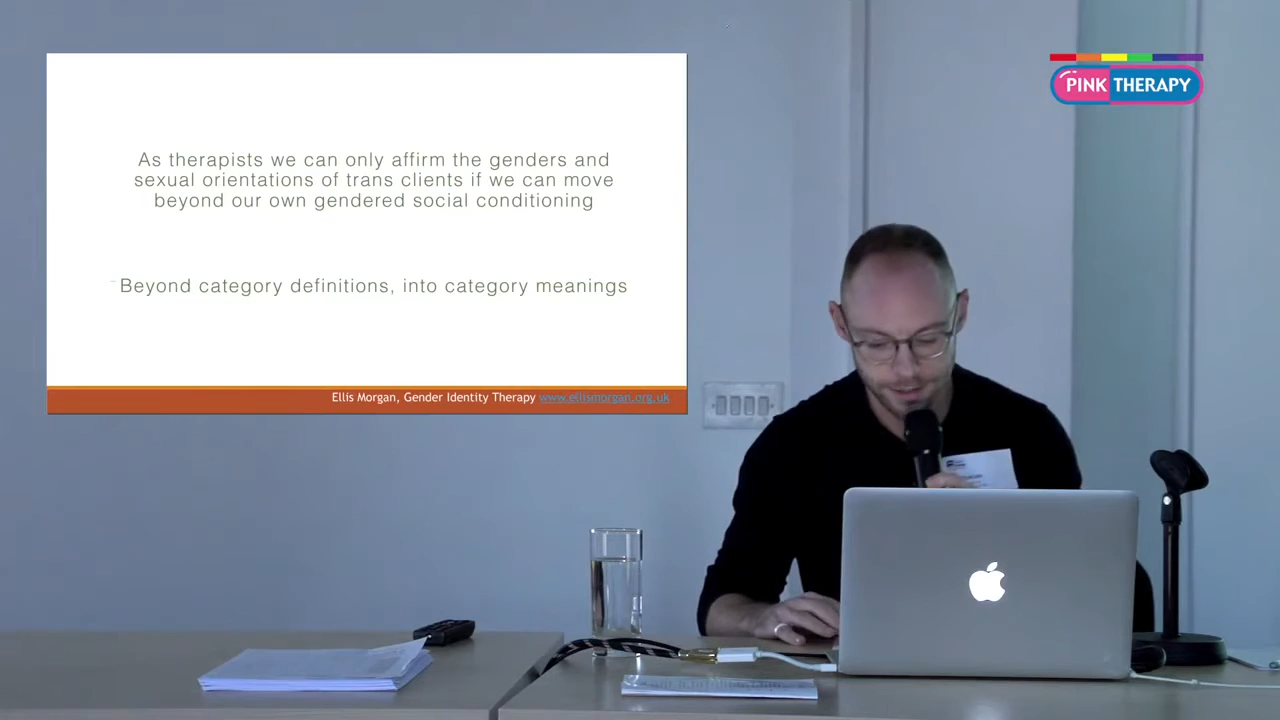 As therapists we can only affirm the genders and
sexual orientations of trans clients if we can move
beyond our own gendered social conditioning
Beyond category definitions, into category meanings
Ellis Morgan, Gender Identity Therapy www.ellismorgan.org.uk
PINK THERAPY